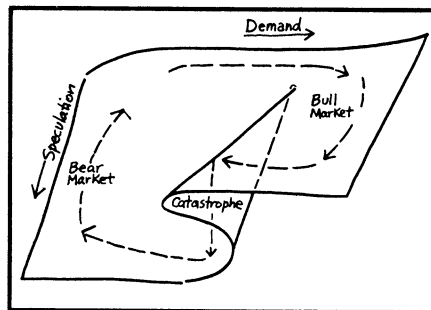 Demand
Speculation
Bull
Market
Bear
Market
Catastrophe